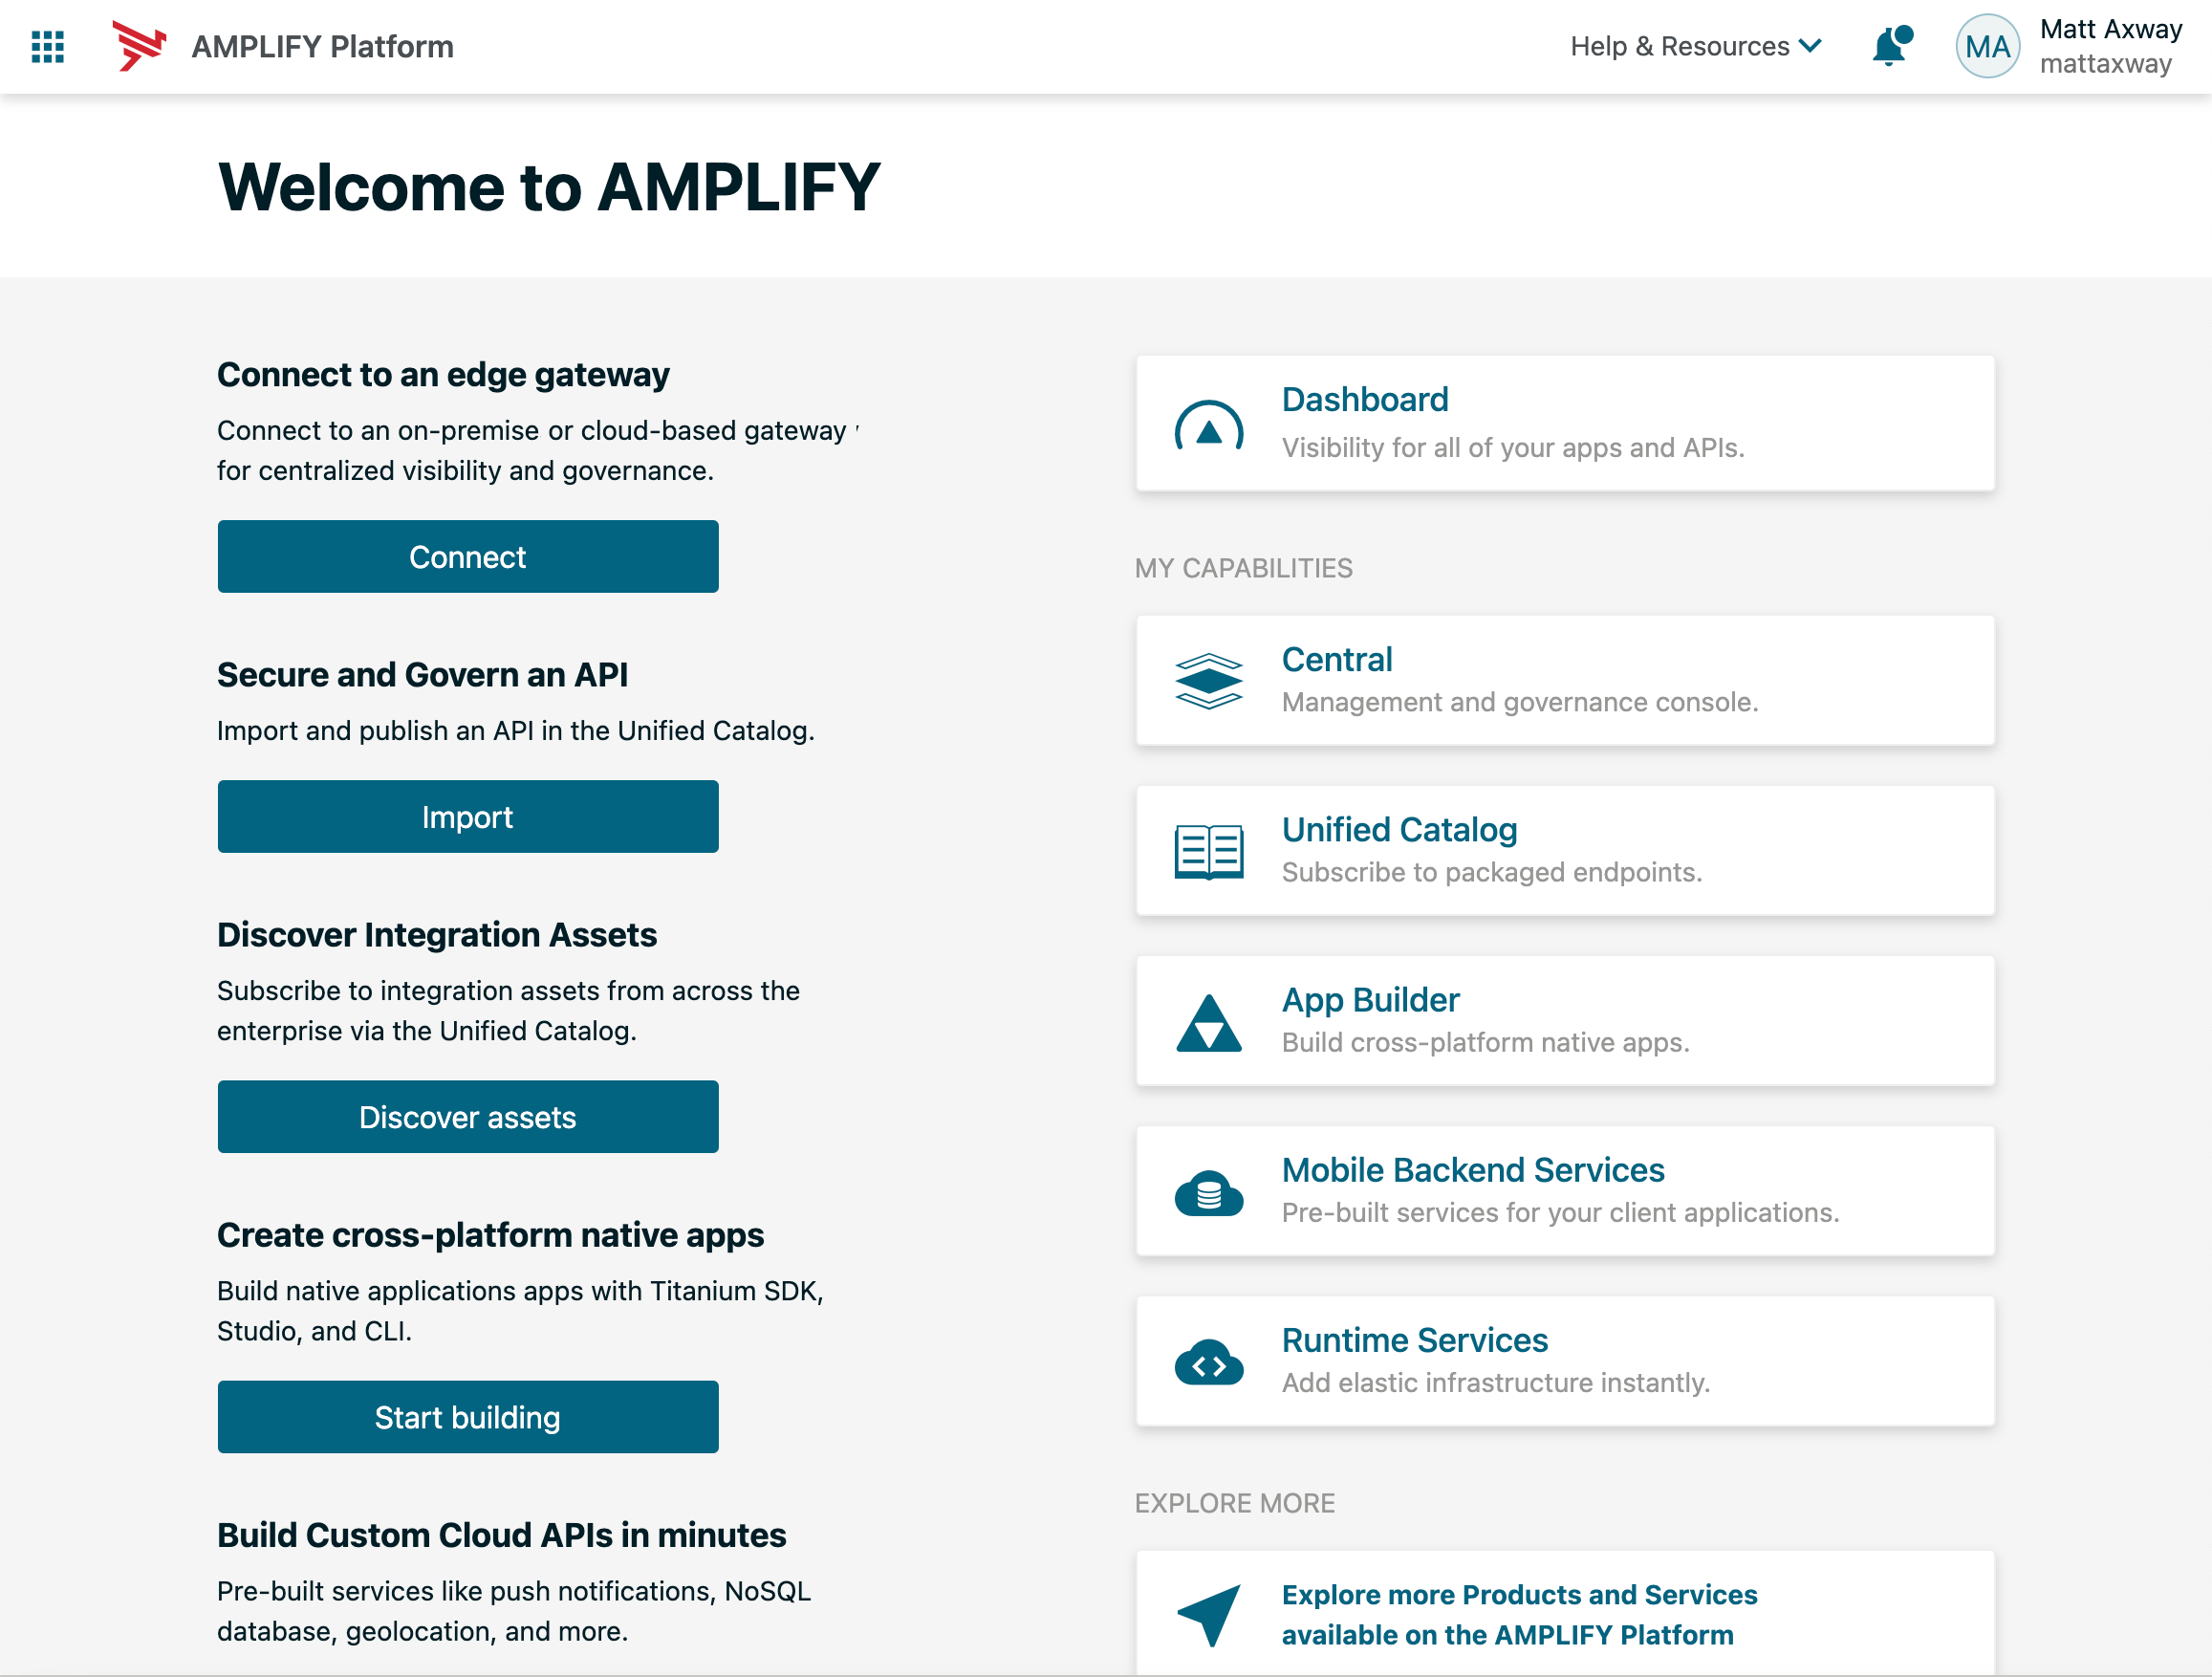 AMPLIFY Platform
Help & Resources
MA
Matt Axway
mattaxway
Welcome to AMPLIFY
Connect to an edge gateway
Connect to an on-premise or cloud-based gateway
for centralized visibility and governance.
Connect
Secure and Govern an API
Import and publish an API in the Unified Catalog.
Import
Discover Integration Assets
Subscribe to integration assets from across the
enterprise via the Unified Catalog.
Discover assets
Create cross-platform native apps
Build native applications apps with Titanium SDK,
Studio, and CLI.
Start building
Build Custom Cloud APIs in minutes
Pre-built services like push notifications, NoSQL
database, geolocation, and more.
Dashboard
Visibility for all of your apps and APIs.
MY CAPABILITIES
Central
Management and governance console.
Unified Catalog
Subscribe to packaged endpoints.
App Builder
Build cross-platform native apps.
Mobile Backend Services
Pre-built services for your client applications.
Runtime Services
Add elastic infrastructure instantly.
EXPLORE MORE
Explore more Products and Services
available on the AMPLIFY Platform